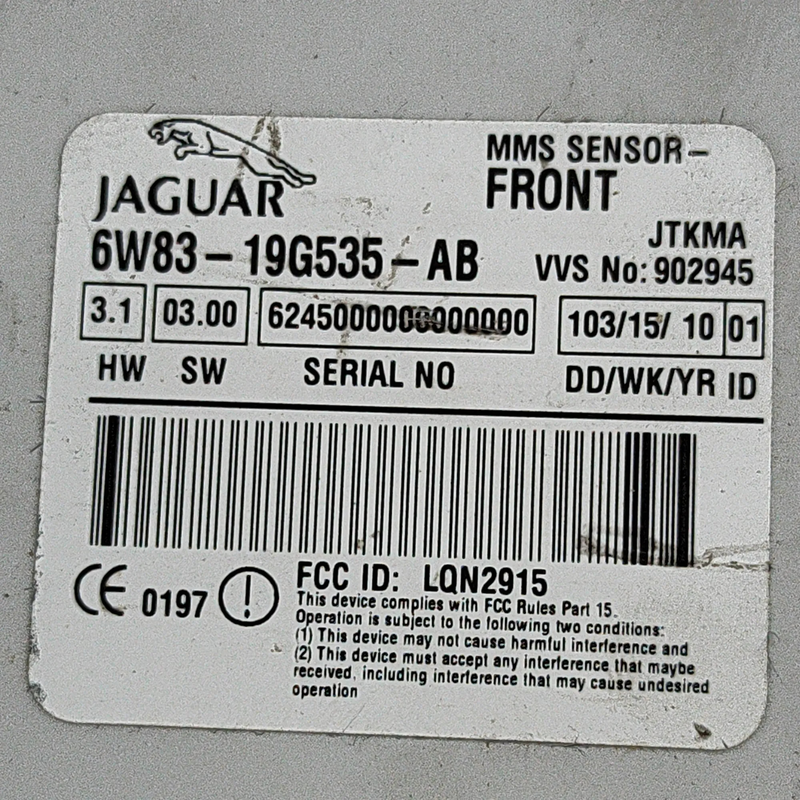 JAGUAR
MMS SENSOR-
FRONT
6W83-19G535-AB
JTKMA
VVS No: 902945
3.1 03.00 103/15/ 10 01
HW SW SERIAL NO DD/WK/YR ID
CE 0197 !
FCC ID: LQN2915
This device complies with FCC Rules Part 15.
Operation is subject to the following two conditions:
(1) This device may not cause harmful interference and
(2) This device must accept any interference that maybe
received, including interference that may cause undesired
operation